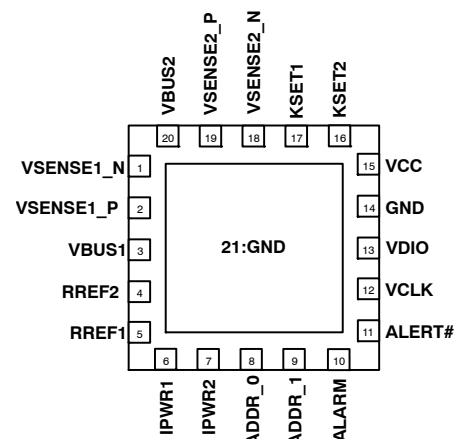 VBUS2
VSENSE2_P
VSENSE2_N
KSET1
KSET2
20
19
18
17
16
VSENSE1_N 1
VSENSE1_P 2
VBUS1 3
RREF2 4
RREF1 5
21:GND
15 VCC
14 GND
13 VDIO
12 VCLK
11 ALERT#
6
7
8
9
10
IPWR1
IPWR2
ADDR_0
ADDR_1
ALARM